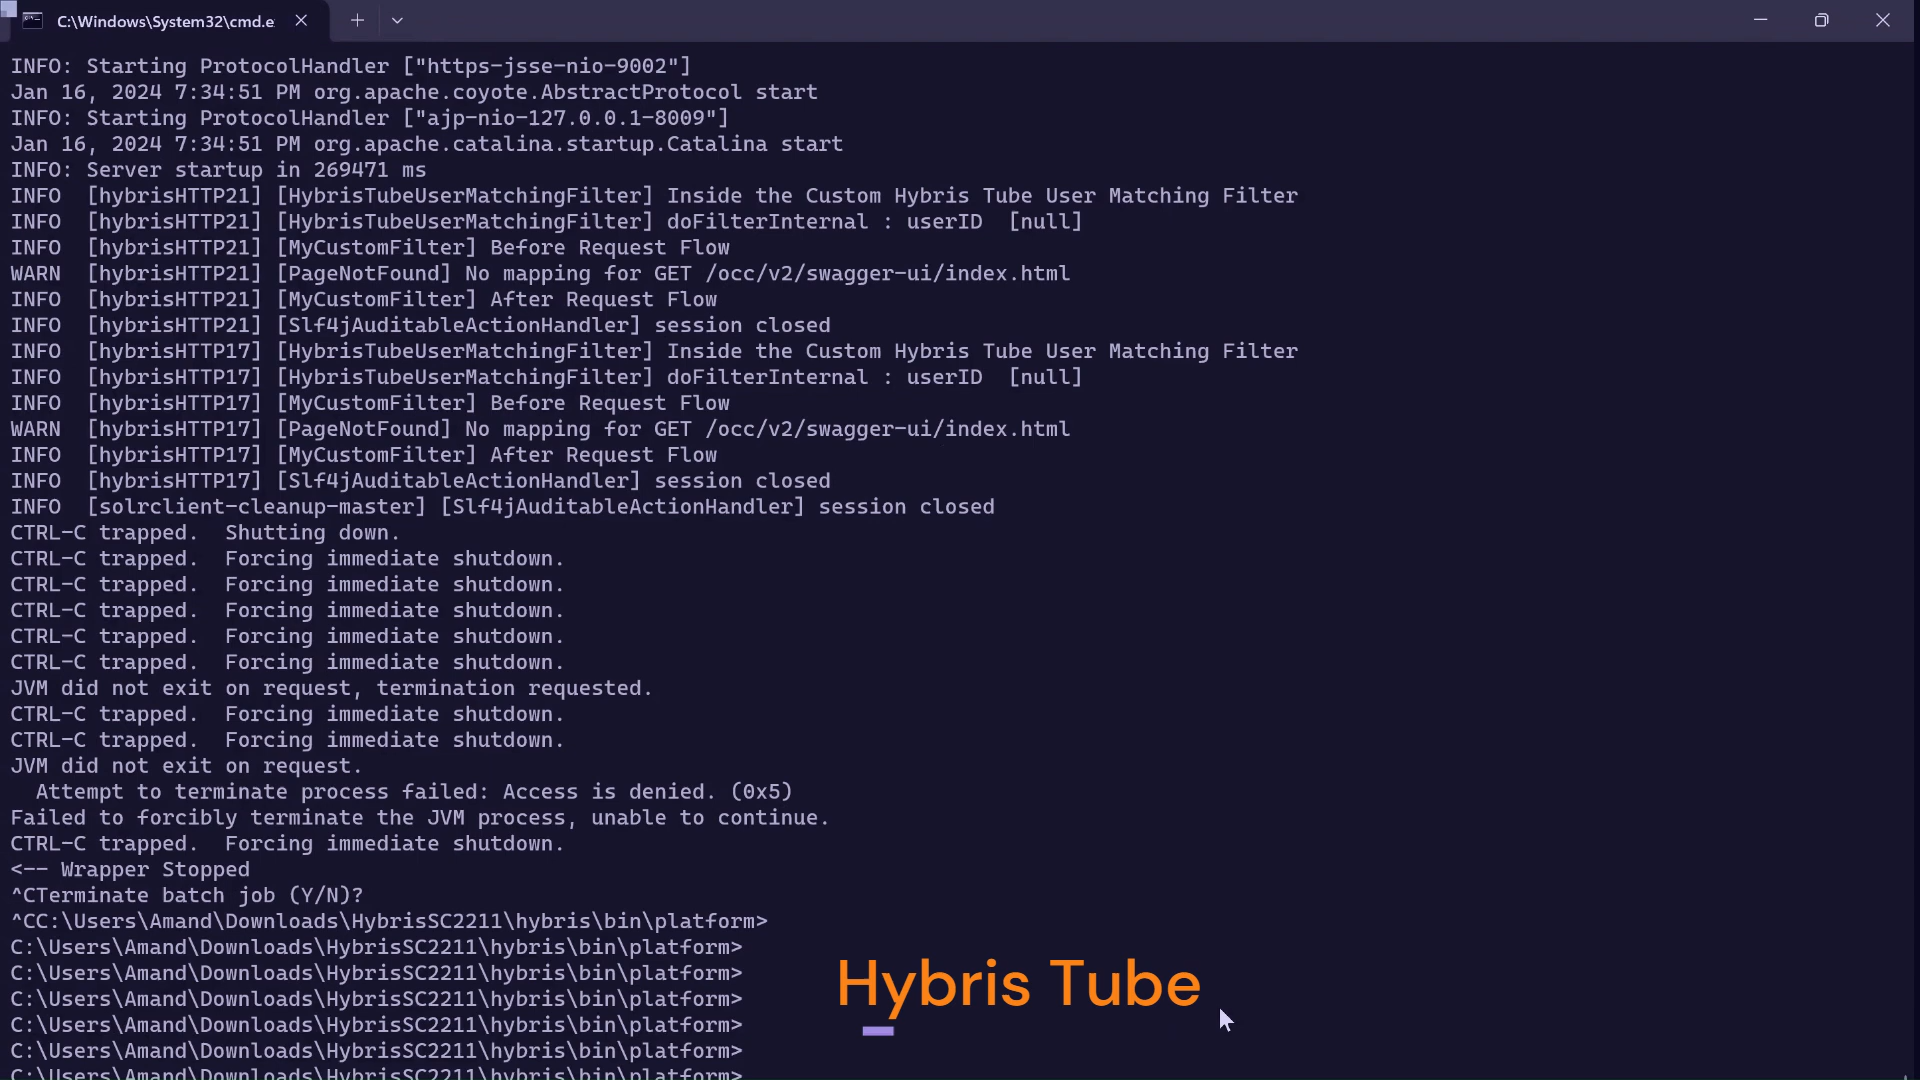 C:\Windows\System32\cmd.e
INFO: Starting ProtocolHandler ["https-jsse-nio-9002"]
Jan 16, 2024 7:34:51 PM org.apache.coyote.AbstractProtocol start
INFO: Starting ProtocolHandler ["ajp-nio-127.0.0.1-8009"]
Jan 16, 2024 7:34:51 PM org.apache.catalina.startup.Catalina start
INFO: Server startup in 269471 ms
INFO  [hybrisHTTP21] [HybrisTubeUserMatchingFilter] Inside the Custom Hybris Tube User Matching Filter
INFO  [hybrisHTTP21] [HybrisTubeUserMatchingFilter] doFilterInternal : userID  [null]
INFO  [hybrisHTTP21] [MyCustomFilter] Before Request Flow
WARN  [hybrisHTTP21] [PageNotFound] No mapping for GET /occ/v2/swagger-ui/index.html
INFO  [hybrisHTTP21] [MyCustomFilter] After Request Flow
INFO  [hybrisHTTP21] [Slf4jAuditableActionHandler] session closed
INFO  [hybrisHTTP17] [HybrisTubeUserMatchingFilter] Inside the Custom Hybris Tube User Matching Filter
INFO  [hybrisHTTP17] [HybrisTubeUserMatchingFilter] doFilterInternal : userID  [null]
INFO  [hybrisHTTP17] [MyCustomFilter] Before Request Flow
WARN  [hybrisHTTP17] [PageNotFound] No mapping for GET /occ/v2/swagger-ui/index.html
INFO  [hybrisHTTP17] [MyCustomFilter] After Request Flow
INFO  [hybrisHTTP17] [Slf4jAuditableActionHandler] session closed
INFO  [solrclient-cleanup-master] [Slf4jAuditableActionHandler] session closed
CTRL-C trapped.  Shutting down.
CTRL-C trapped.  Forcing immediate shutdown.
CTRL-C trapped.  Forcing immediate shutdown.
CTRL-C trapped.  Forcing immediate shutdown.
CTRL-C trapped.  Forcing immediate shutdown.
CTRL-C trapped.  Forcing immediate shutdown.
JVM did not exit on request, termination requested.
CTRL-C trapped.  Forcing immediate shutdown.
CTRL-C trapped.  Forcing immediate shutdown.
JVM did not exit on request.
  Attempt to terminate process failed: Access is denied. (0x5)
Failed to forcibly terminate the JVM process, unable to continue.
CTRL-C trapped.  Forcing immediate shutdown.
<-- Wrapper Stopped
^CTerminate batch job (Y/N)?
^CC:\Users\Amand\Downloads\HybrisSC2211\hybris\bin\platform>
C:\Users\Amand\Downloads\HybrisSC2211\hybris\bin\platform>
C:\Users\Amand\Downloads\HybrisSC2211\hybris\bin\platform>
C:\Users\Amand\Downloads\HybrisSC2211\hybris\bin\platform>
C:\Users\Amand\Downloads\HybrisSC2211\hybris\bin\platform>
C:\Users\Amand\Downloads\HybrisSC2211\hybris\bin\platform>
C:\Users\Amand\Downloads\HybrisSC2211\hybris\bin\platform>
Hybris Tube